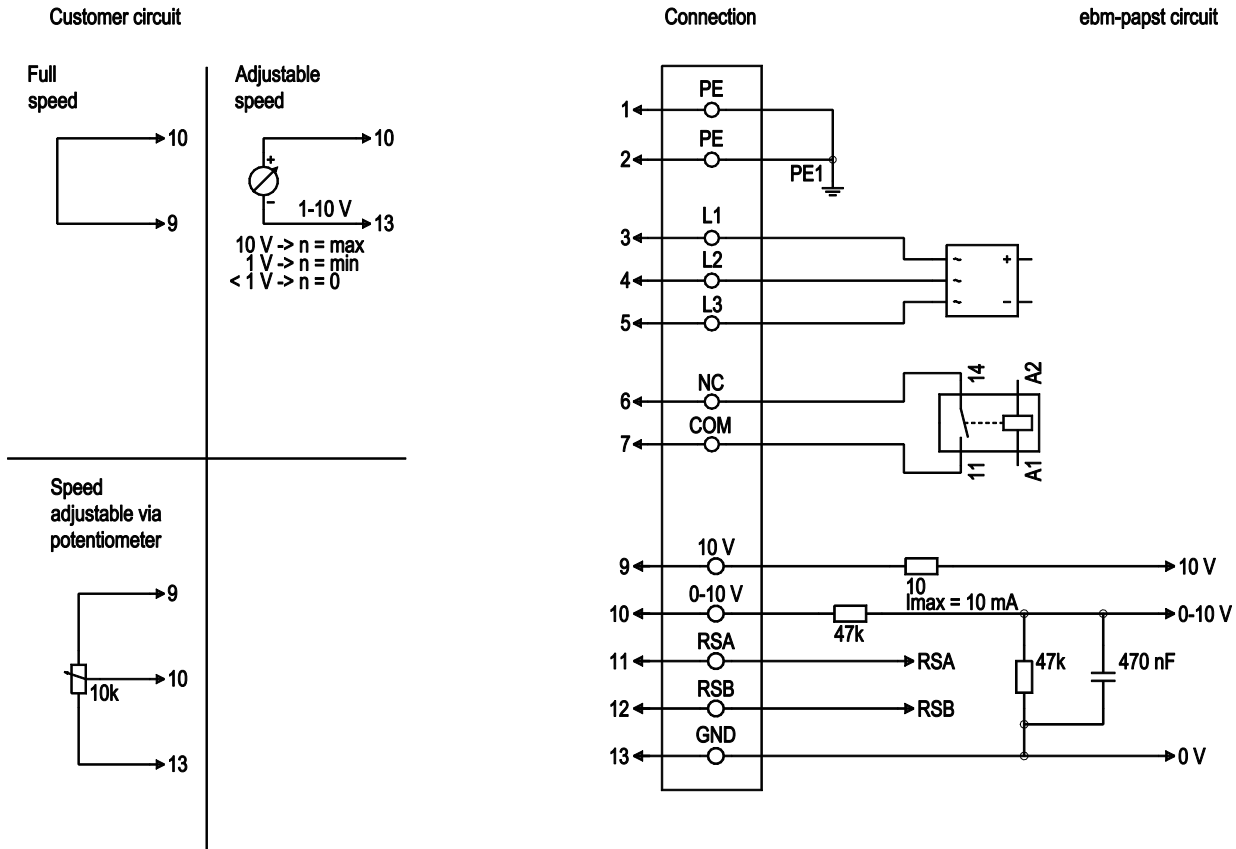 Customer circuit
Connection
ebm-papst circuit
Full
speed
10
9
Adjustable
speed
10
+
−
1-10 V
13
10 V -> n = max
1 V -> n = min
< 1 V -> n = 0
Speed
adjustable via
potentiometer
9
10
10k
13
1
PE
2
PE
PE1
3
L1
4
L2
5
L3
~ +
~
~ −
6
NC
7
COM
14
A2
11
A1
9
10 V
10
Imax = 10 mA
10 V
10
0-10 V
47k
0-10 V
11
RSA
RSA
47k
470 nF
12
RSB
RSB
13
GND
0 V